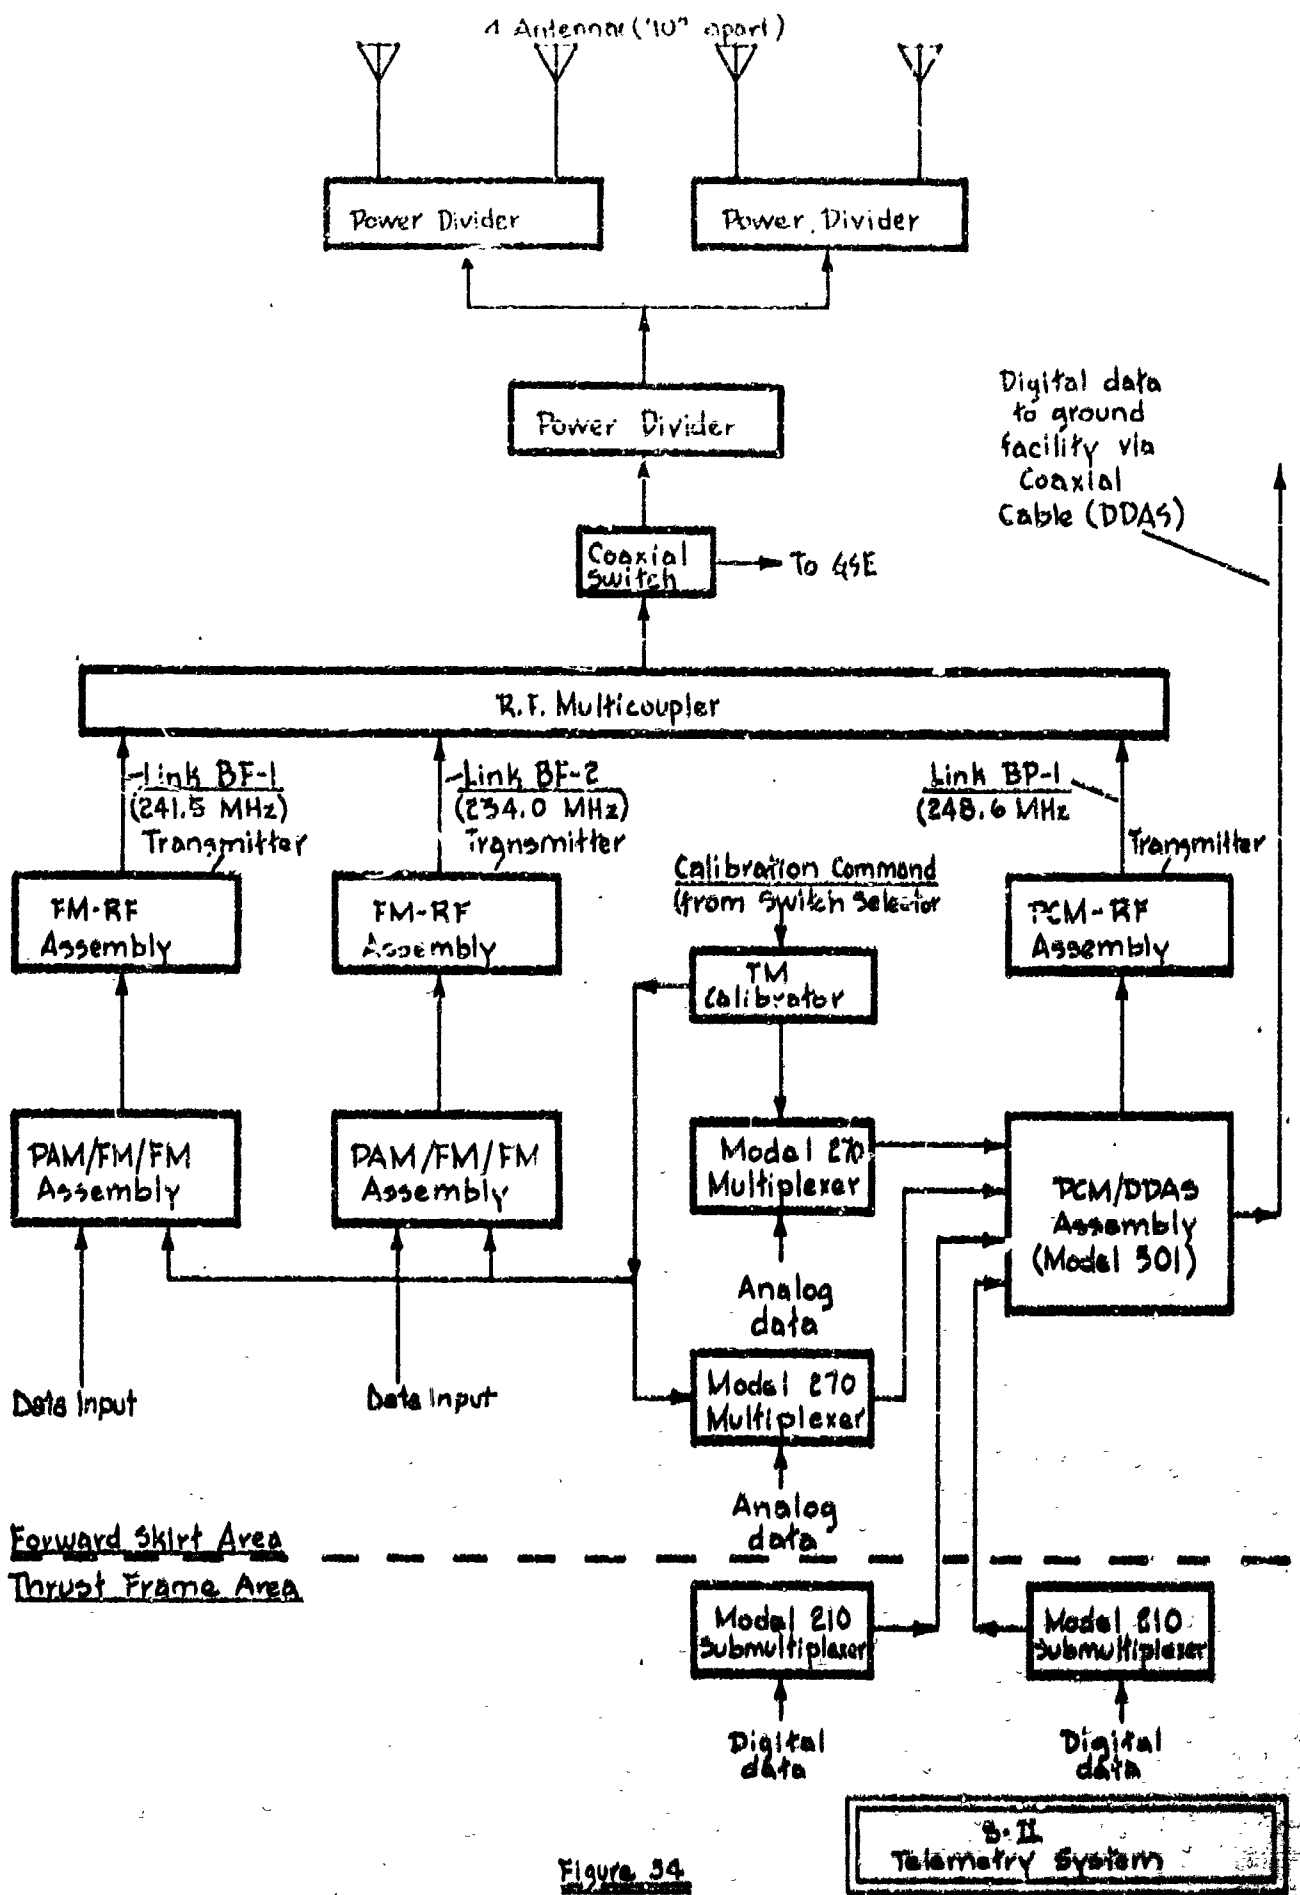 4 Antennas ("10" apart)
Power Divider
Power Divider
Power Divider
Digital data
to ground
facility via
Coaxial
Cable (DDAS)
Coaxial
Switch
To GSE
R.F. Multicoupler
Link BF-1
(241.5 MHz)
Transmitter
Link BF-2
(234.0 MHz)
Transmitter
Link BP-1
(248.6 MHz
Transmitter
Calibration Command
(from Switch Selector
FM-RF
Assembly
FM-RF
Assembly
PCM-RF
Assembly
TM
Calibrator
PAM/FM/FM
Assembly
PAM/FM/FM
Assembly
Model 270
Multiplexer
PCM/DDAS
Assembly
(Model 301)
Analog
data
Data Input
Data Input
Model 270
Multiplexer
Analog
data
Forward Skirt Area
Thrust Frame Area
Model 210
Submultiplexer
Model 210
Submultiplexer
Digital
data
Digital
data
S-II
Telemetry System
Figure 34